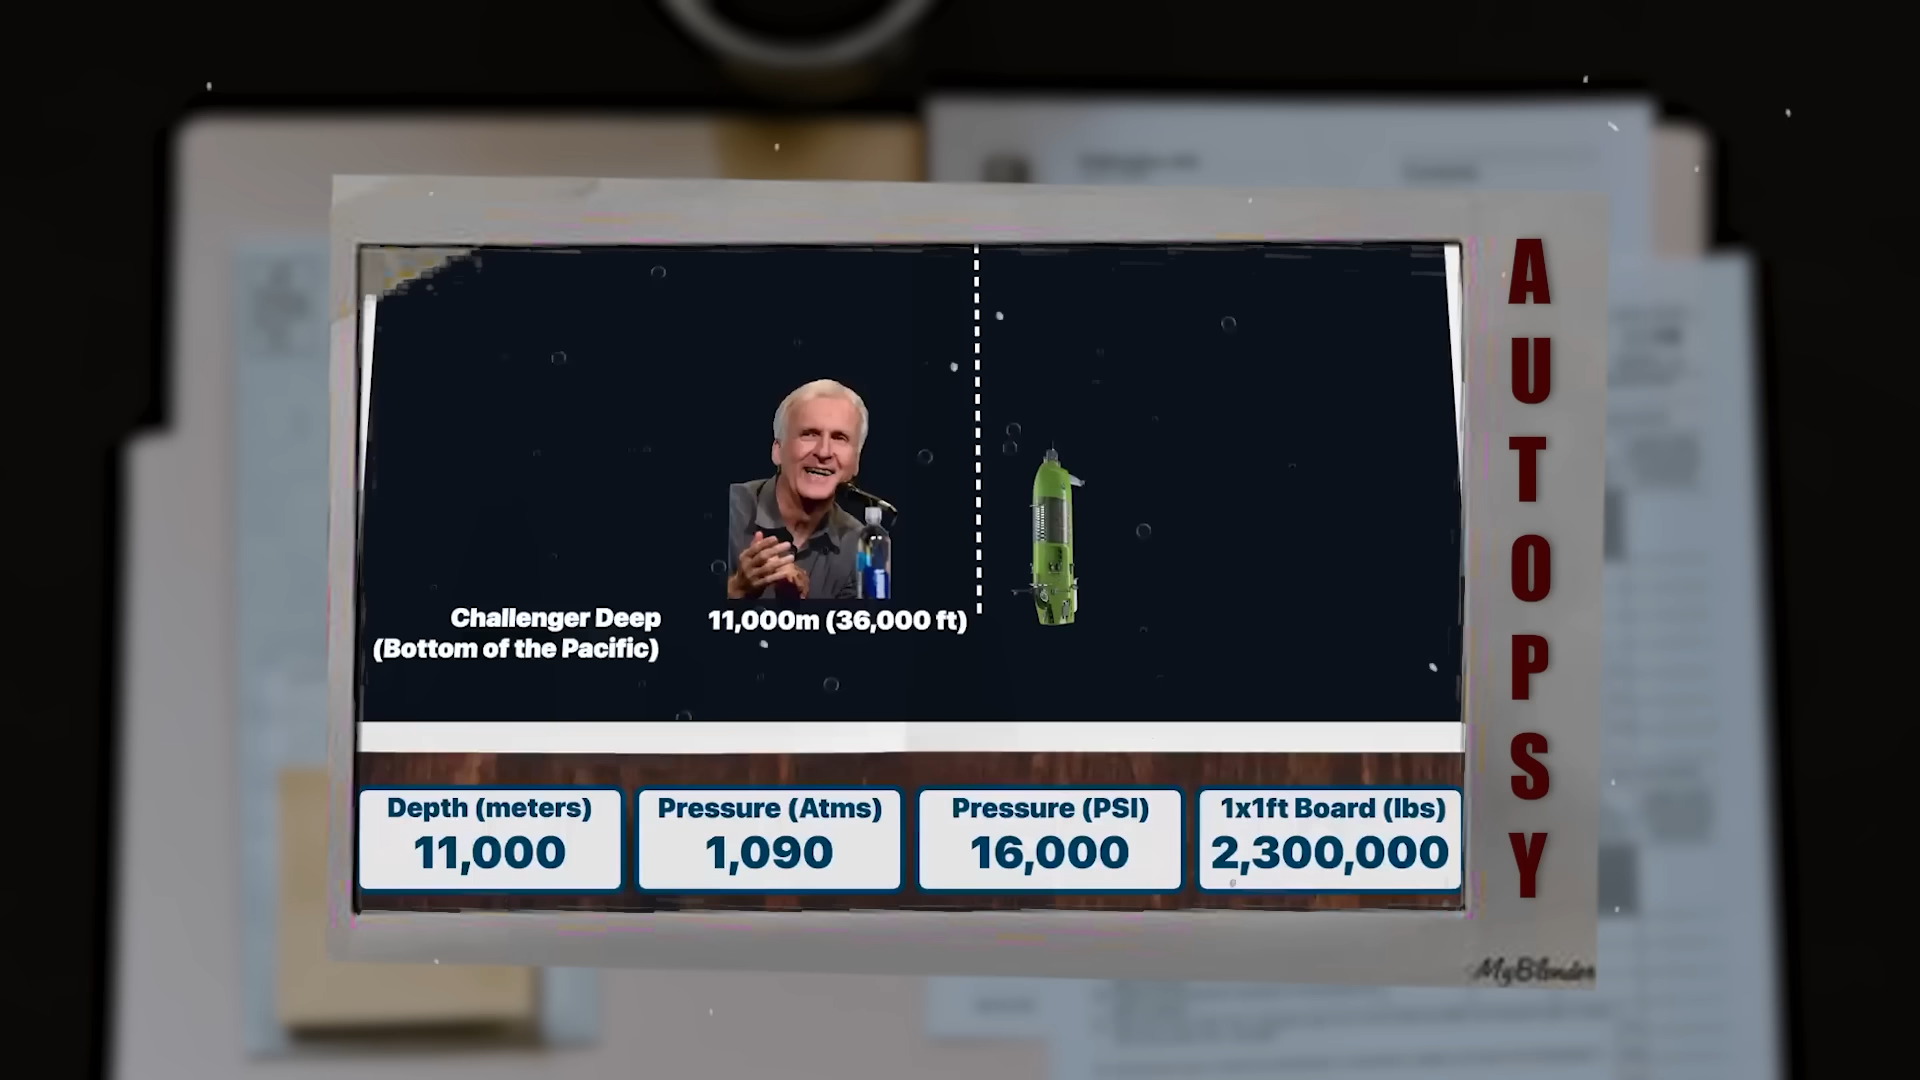 Challenger Deep
(Bottom of the Pacific)
11,000m (36,000 ft)
Depth (meters)
11,000
Pressure (Atms)
1,090
Pressure (PSI)
16,000
1x1ft Board (lbs)
2,300,000
AUTOPSY
MyBlender